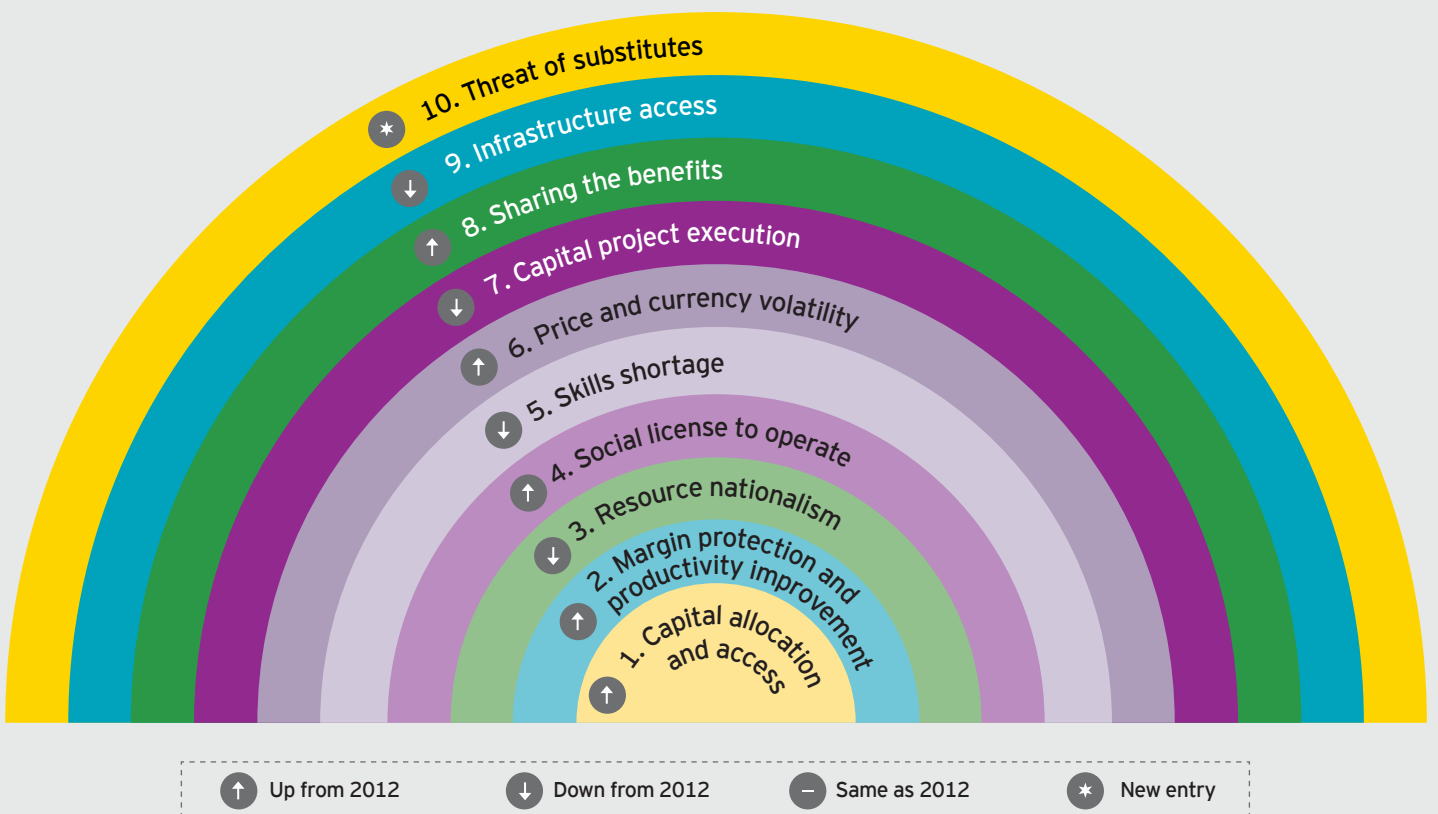 10. Threat of substitutes
9. Infrastructure access
8. Sharing the benefits
7. Capital project execution
6. Price and currency volatility
5. Skills shortage
4. Social license to operate
3. Resource nationalism
2. Margin protection and
productivity improvement
1. Capital allocation
and access
Up from 2012
Down from 2012
Same as 2012
New entry